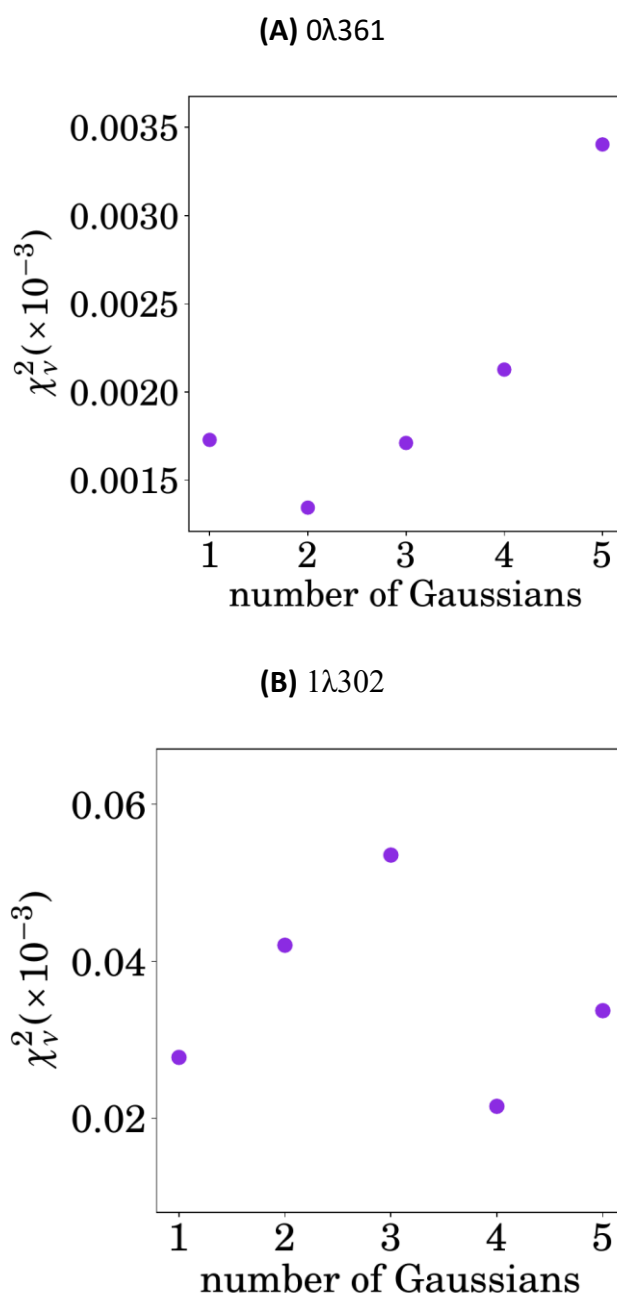 (A) 0λ361
0.0035
0.0030
0.0025
0.0020
0.0015
χ²ᵥ(×10⁻³)
1 2 3 4 5
number of Gaussians
(B) 1λ302
0.06
0.04
0.02
χ²ᵥ(×10⁻³)
1 2 3 4 5
number of Gaussians